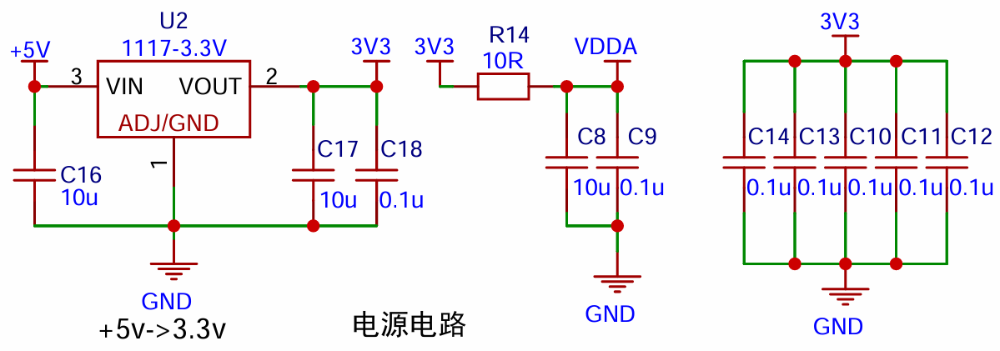 U2
+5V
1117-3.3V
3
VIN
VOUT
2
ADJ/GND
1
3V3
C16
10u
C17
10u
C18
0.1u
GND
+5v->3.3v
3V3
R14
10R
VDDA
C8
10u
C9
0.1u
GND
电源电路
3V3
C14
C13
C10
C11
C12
0.1u
0.1u
0.1u
0.1u
0.1u
GND